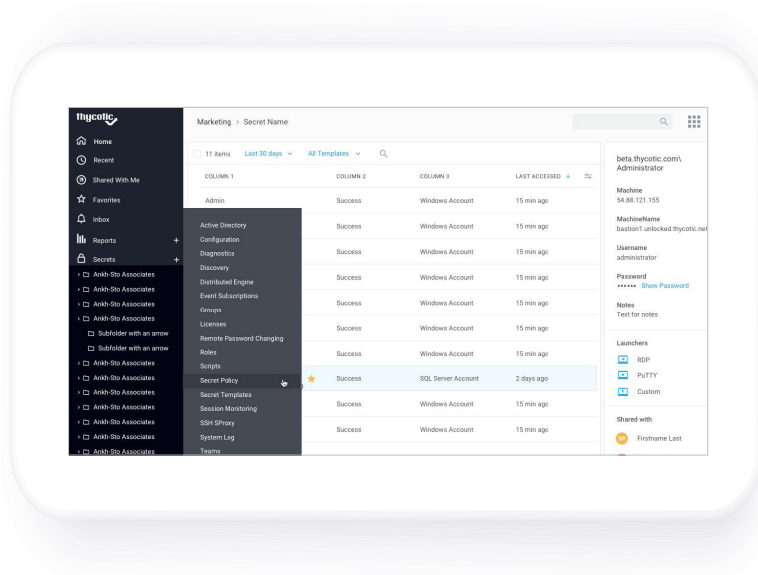 thycotic
Home
Recent
Shared With Me
Favorites
Inbox
Reports +
Secrets +
Ankh-Sto Associates
Ankh-Sto Associates
Ankh-Sto Associates
Ankh-Sto Associates
Subfolder with an arrow
Subfolder with an arrow
Ankh-Sto Associates
Ankh-Sto Associates
Ankh-Sto Associates
Ankh-Sto Associates
Ankh-Sto Associates
Ankh-Sto Associates
Ankh-Sto Associates
Active Directory
Configuration
Diagnostics
Discovery
Distributed Engine
Event Subscriptions
Groups
Licenses
Remote Password Changing
Roles
Scripts
Secret Policy
Secret Templates
Session Monitoring
SSH SProxy
System Log
Teams
Marketing > Secret Name
11 items Last 30 days All Templates
COLUMN 1 COLUMN 2 COLUMN 3 LAST ACCESSED
Admin Success Windows Account 15 min ago
Success Windows Account 15 min ago
Success Windows Account 15 min ago
Success Windows Account 15 min ago
Success Windows Account 15 min ago
Success Windows Account 15 min ago
Success Windows Account 15 min ago
Success SQL Server Account 2 days ago
Success Windows Account 15 min ago
Success Windows Account 15 min ago
beta.thycotic.com\
Administrator
Machine
54.88.121.155
MachineName
bastion1.unlocked.thycotic.net
Username
administrator
Password
•••••• Show Password
Notes
Text for notes
Launchers
RDP
PuTTY
Custom
Shared with
Firstname Last